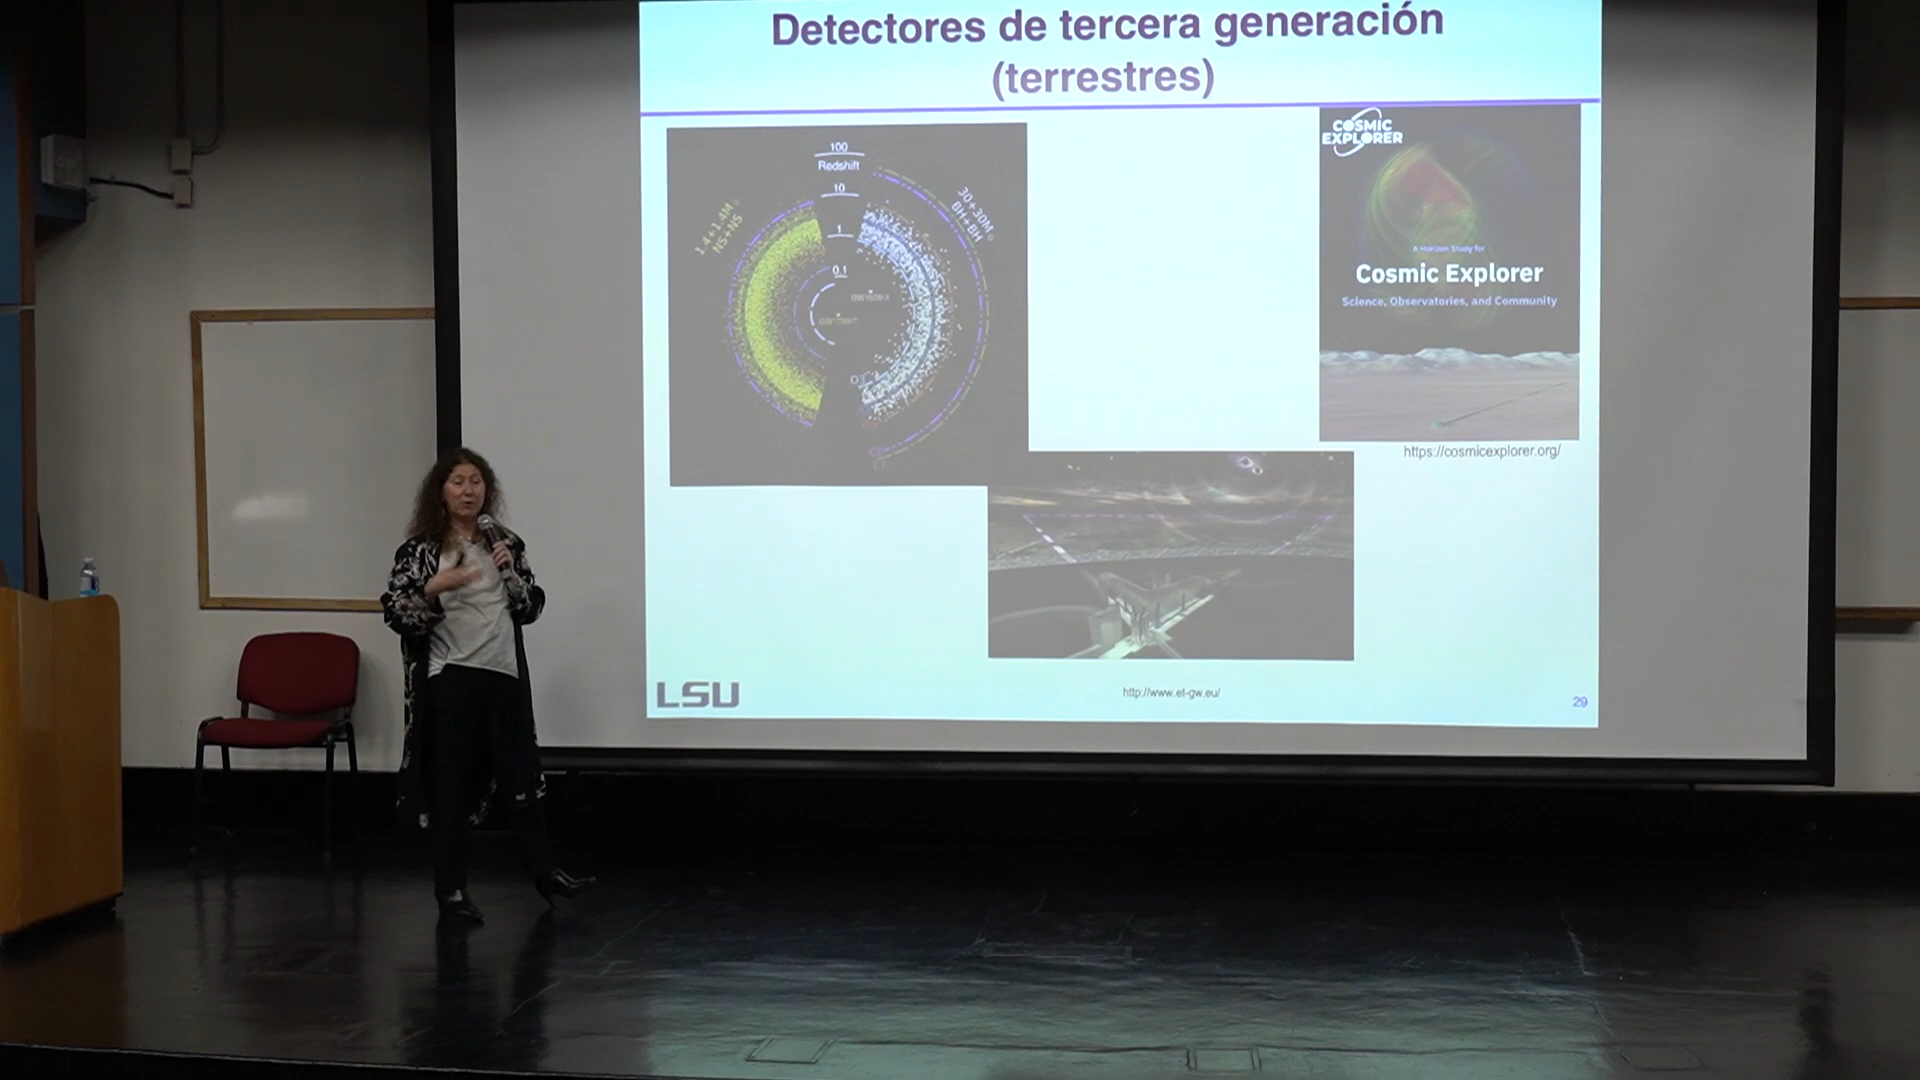 Detectores de tercera generación
(terrestres)
100
Redshift
10
1
0.1
1.4+1.4M☉
NS+NS
30+30M☉
BH+BH
GW150914
O3
COSMIC
EXPLORER
A Horizon Study for
Cosmic Explorer
Science, Observatories, and Community
https://cosmicexplorer.org/
http://www.et-gw.eu/
LSU
29